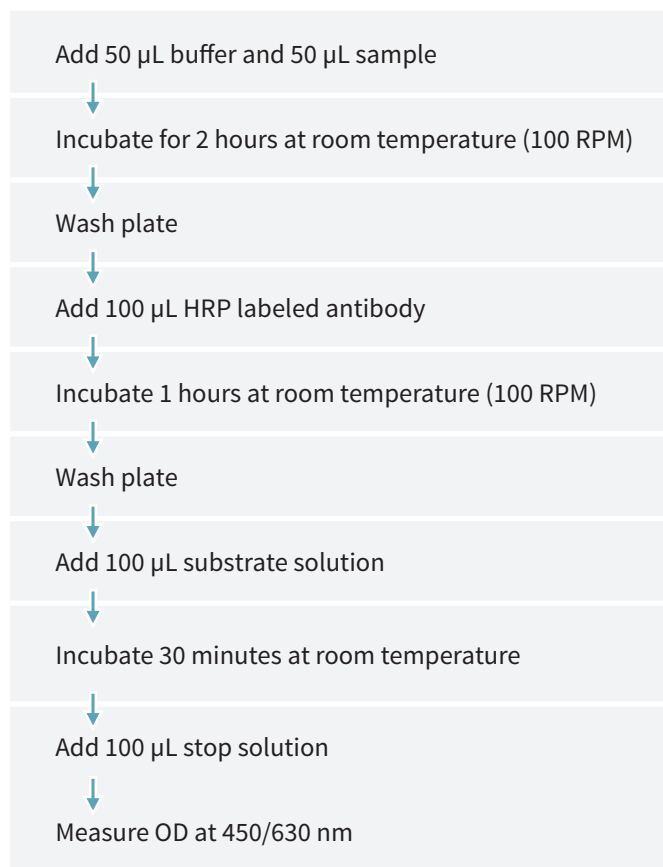 Add 50 µL buffer and 50 µL sample
Incubate for 2 hours at room temperature (100 RPM)
Wash plate
Add 100 µL HRP labeled antibody
Incubate 1 hours at room temperature (100 RPM)
Wash plate
Add 100 µL substrate solution
Incubate 30 minutes at room temperature
Add 100 µL stop solution
Measure OD at 450/630 nm